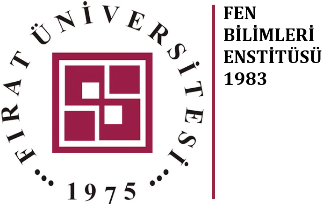 FIRAT ÜNİVERSİTESİ
1975
FEN
BİLİMLERİ
ENSTİTÜSÜ
1983